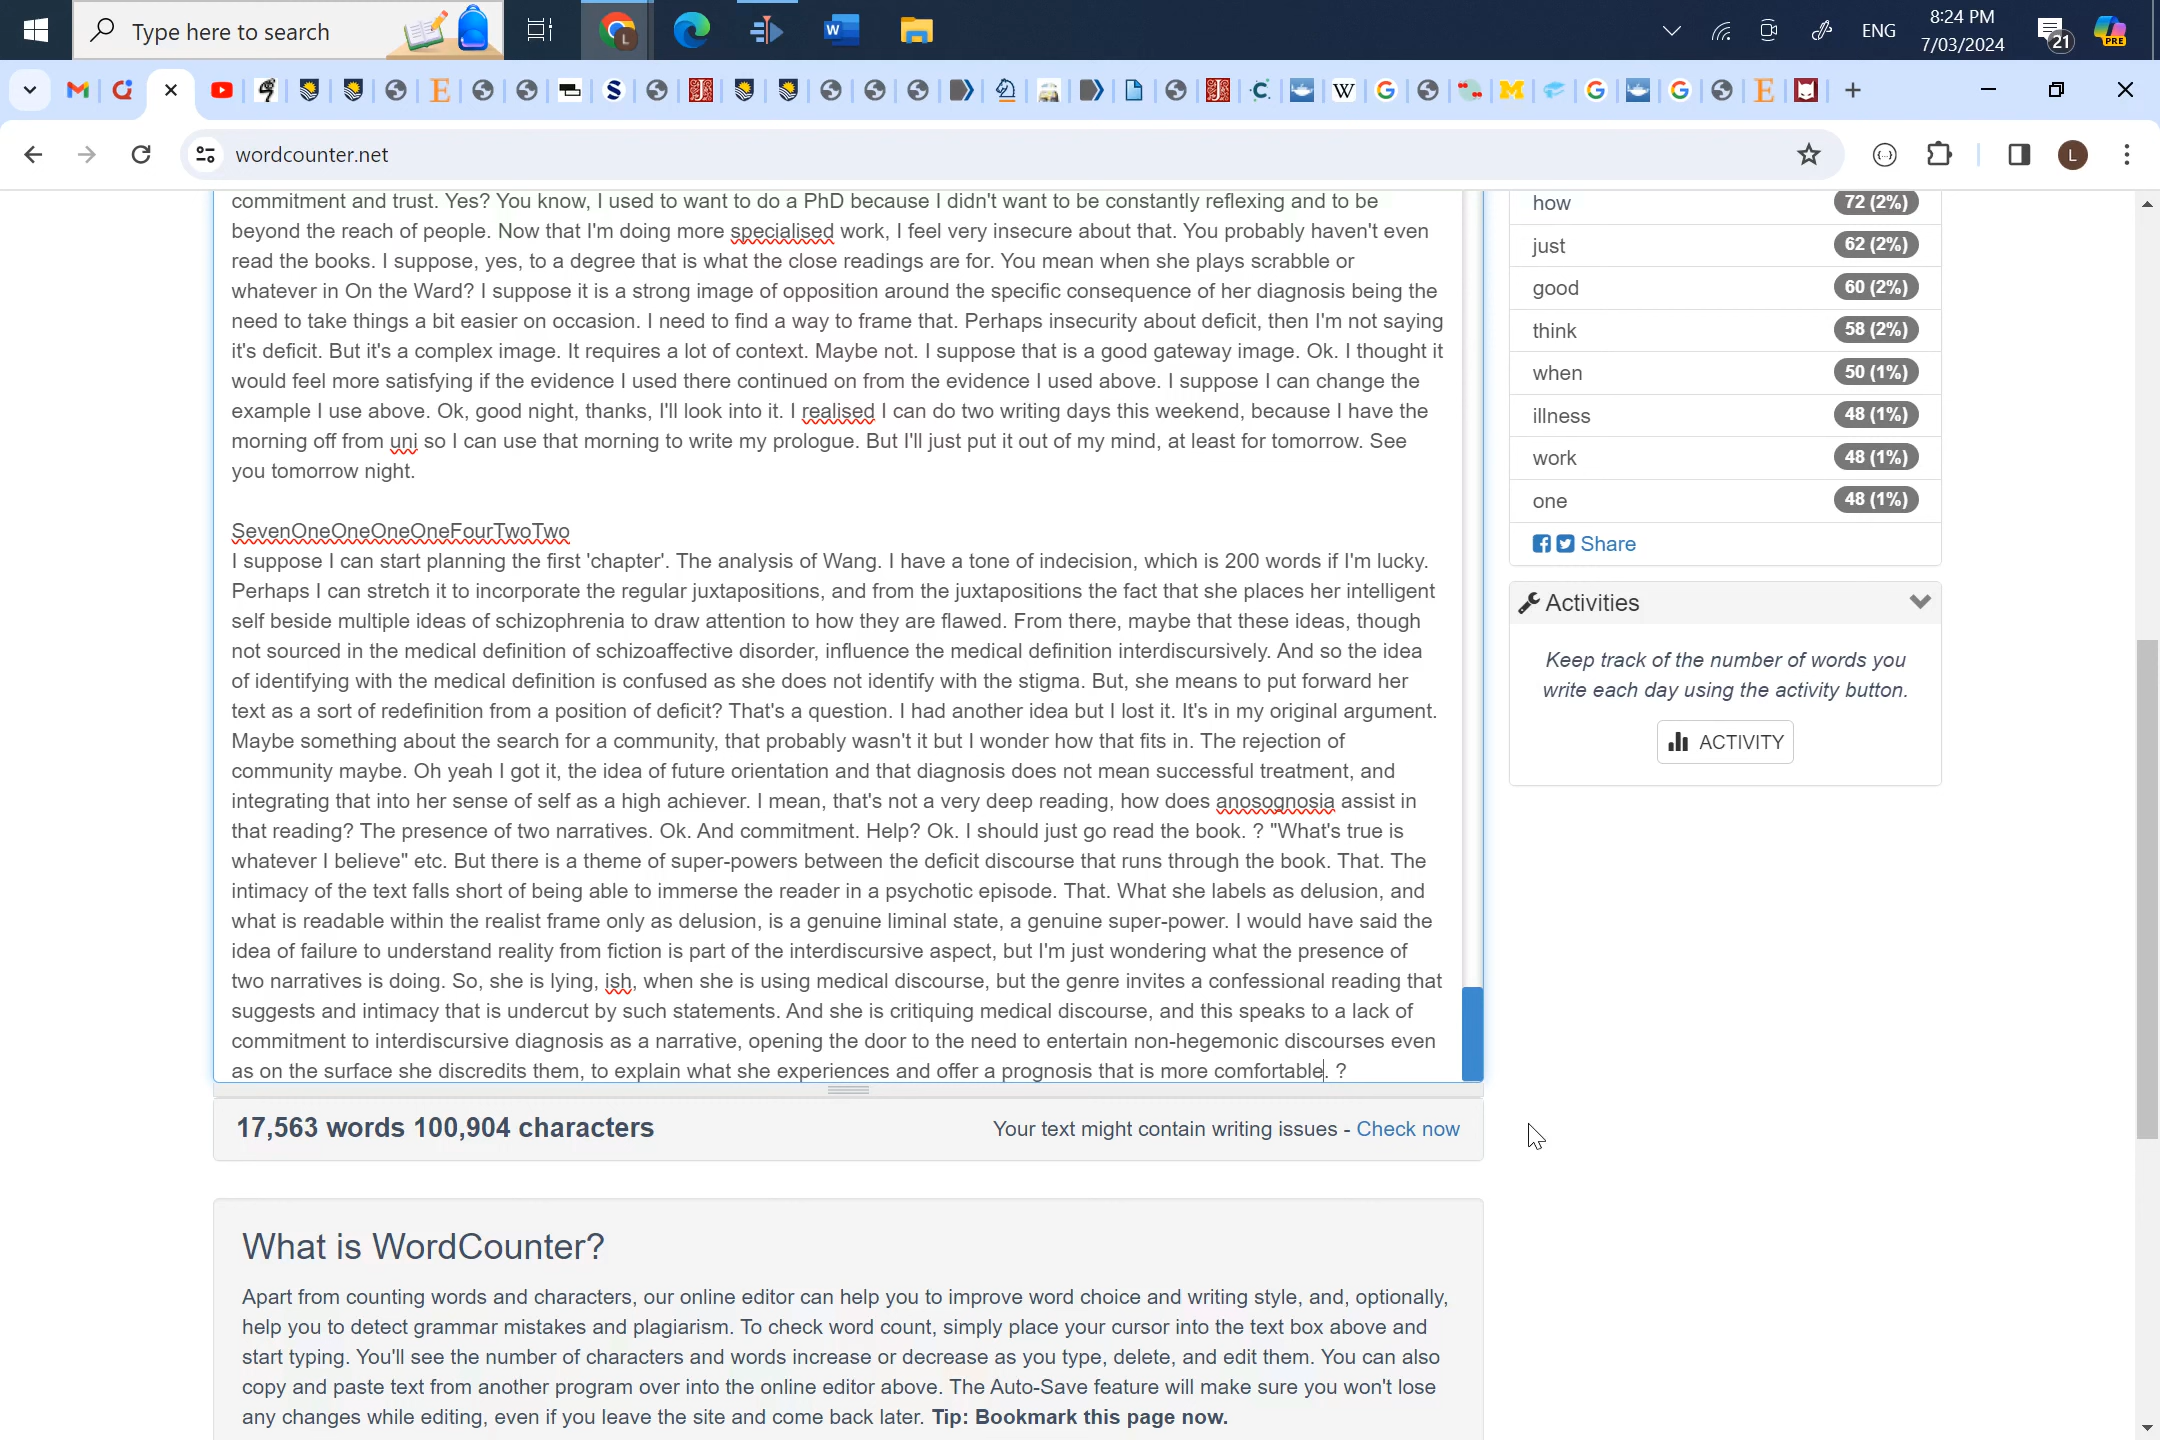 Type here to search
ENG
8:24 PM
7/03/2024
21
PRE
wordcounter.net
L
commitment and trust. Yes? You know, I used to want to do a PhD because I didn't want to be constantly reflexing and to be
beyond the reach of people. Now that I'm doing more specialised work, I feel very insecure about that. You probably haven't even
read the books. I suppose, yes, to a degree that is what the close readings are for. You mean when she plays scrabble or
whatever in On the Ward? I suppose it is a strong image of opposition around the specific consequence of her diagnosis being the
need to take things a bit easier on occasion. I need to find a way to frame that. Perhaps insecurity about deficit, then I'm not saying
it's deficit. But it's a complex image. It requires a lot of context. Maybe not. I suppose that is a good gateway image. Ok. I thought it
would feel more satisfying if the evidence I used there continued on from the evidence I used above. I suppose I can change the
example I use above. Ok, good night, thanks, I'll look into it. I realised I can do two writing days this weekend, because I have the
morning off from uni so I can use that morning to write my prologue. But I'll just put it out of my mind, at least for tomorrow. See
you tomorrow night.
SevenOneOneOneOneFourTwoTwo
I suppose I can start planning the first 'chapter'. The analysis of Wang. I have a tone of indecision, which is 200 words if I'm lucky.
Perhaps I can stretch it to incorporate the regular juxtapositions, and from the juxtapositions the fact that she places her intelligent
self beside multiple ideas of schizophrenia to draw attention to how they are flawed. From there, maybe that these ideas, though
not sourced in the medical definition of schizoaffective disorder, influence the medical definition interdiscursively. And so the idea
of identifying with the medical definition is confused as she does not identify with the stigma. But, she means to put forward her
text as a sort of redefinition from a position of deficit? That's a question. I had another idea but I lost it. It's in my original argument.
Maybe something about the search for a community, that probably wasn't it but I wonder how that fits in. The rejection of
community maybe. Oh yeah I got it, the idea of future orientation and that diagnosis does not mean successful treatment, and
integrating that into her sense of self as a high achiever. I mean, that's not a very deep reading, how does anosognosia assist in
that reading? The presence of two narratives. Ok. And commitment. Help? Ok. I should just go read the book. ? "What's true is
whatever I believe" etc. But there is a theme of super-powers between the deficit discourse that runs through the book. That. The
intimacy of the text falls short of being able to immerse the reader in a psychotic episode. That. What she labels as delusion, and
what is readable within the realist frame only as delusion, is a genuine liminal state, a genuine super-power. I would have said the
idea of failure to understand reality from fiction is part of the interdiscursive aspect, but I'm just wondering what the presence of
two narratives is doing. So, she is lying, ish, when she is using medical discourse, but the genre invites a confessional reading that
suggests and intimacy that is undercut by such statements. And she is critiquing medical discourse, and this speaks to a lack of
commitment to interdiscursive diagnosis as a narrative, opening the door to the need to entertain non-hegemonic discourses even
as on the surface she discredits them, to explain what she experiences and offer a prognosis that is more comfortable. ?
17,563 words 100,904 characters
Your text might contain writing issues - Check now
how 72 (2%)
just 62 (2%)
good 60 (2%)
think 58 (2%)
when 50 (1%)
illness 48 (1%)
work 48 (1%)
one 48 (1%)
Share
Activities
Keep track of the number of words you
write each day using the activity button.
ACTIVITY
What is WordCounter?
Apart from counting words and characters, our online editor can help you to improve word choice and writing style, and, optionally,
help you to detect grammar mistakes and plagiarism. To check word count, simply place your cursor into the text box above and
start typing. You'll see the number of characters and words increase or decrease as you type, delete, and edit them. You can also
copy and paste text from another program over into the online editor above. The Auto-Save feature will make sure you won't lose
any changes while editing, even if you leave the site and come back later. Tip: Bookmark this page now.